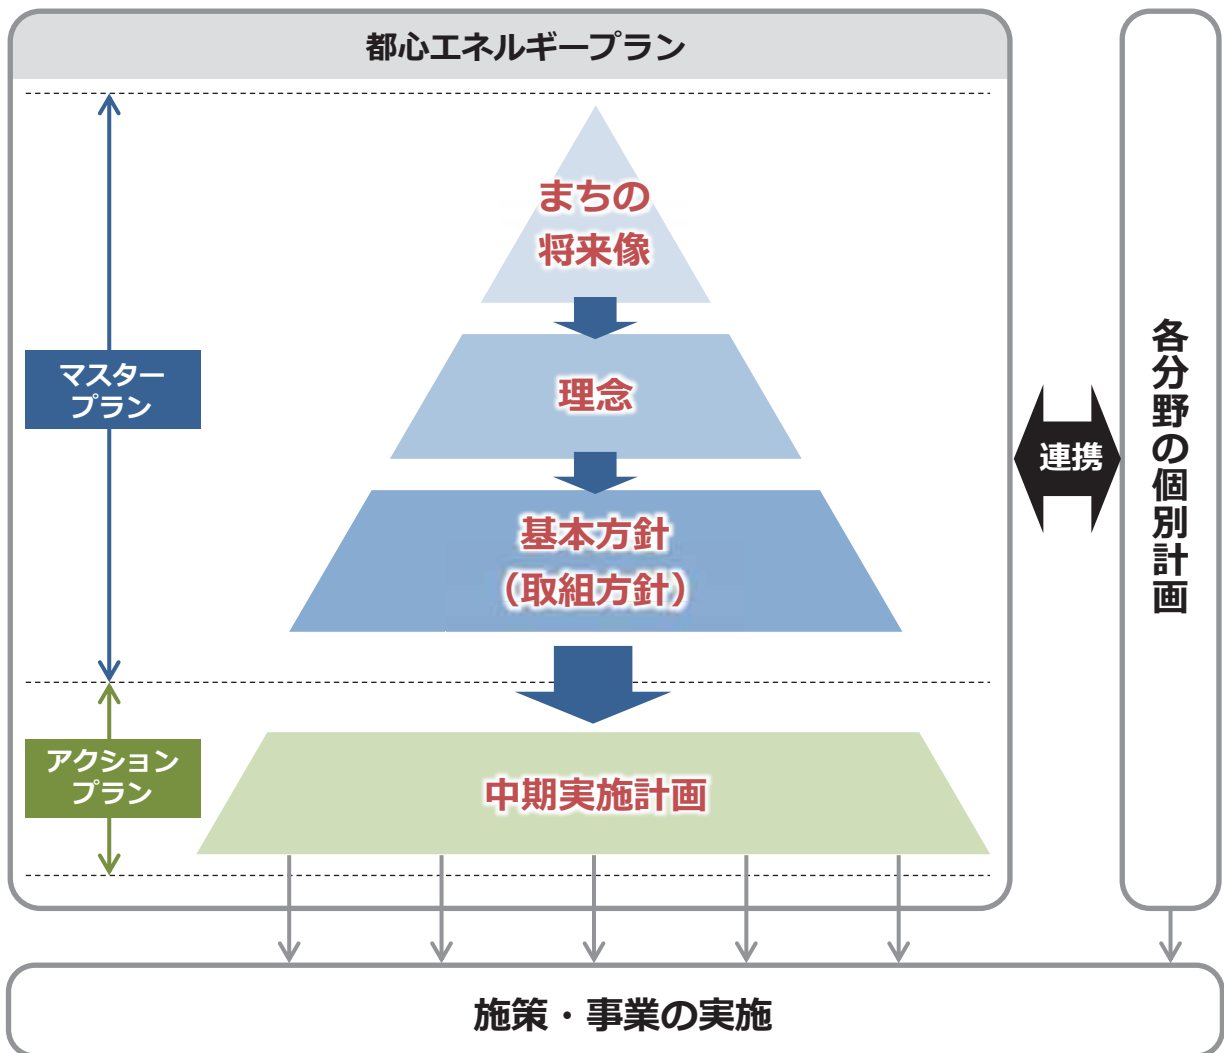 都心エネルギープラン
まちの
将来像
理念
基本方針
（取組方針）
マスター
プラン
アクション
プラン
中期実施計画
連携
各分野の個別計画
施策・事業の実施